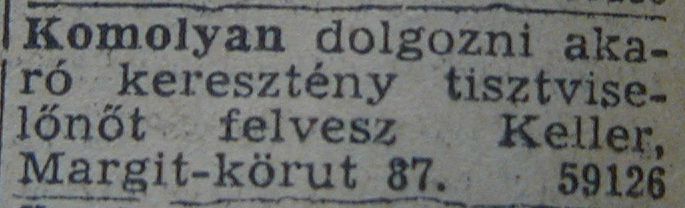 Komolyan dolgozni aka-
ró keresztény tisztvise-
lőnőt felvesz Keller,
Margit-körut 87. 59126